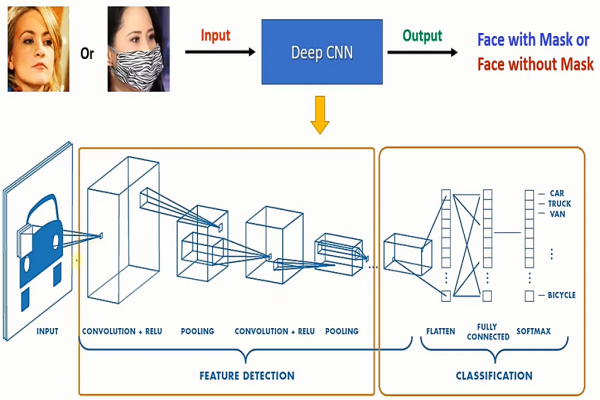 Or
Input
Deep CNN
Output
Face with Mask or
Face without Mask
CAR
TRUCK
VAN
BICYCLE
INPUT
CONVOLUTION + RELU
POOLING
CONVOLUTION + RELU
POOLING
FLATTEN
FULLY
CONNECTED
SOFTMAX
FEATURE DETECTION
CLASSIFICATION